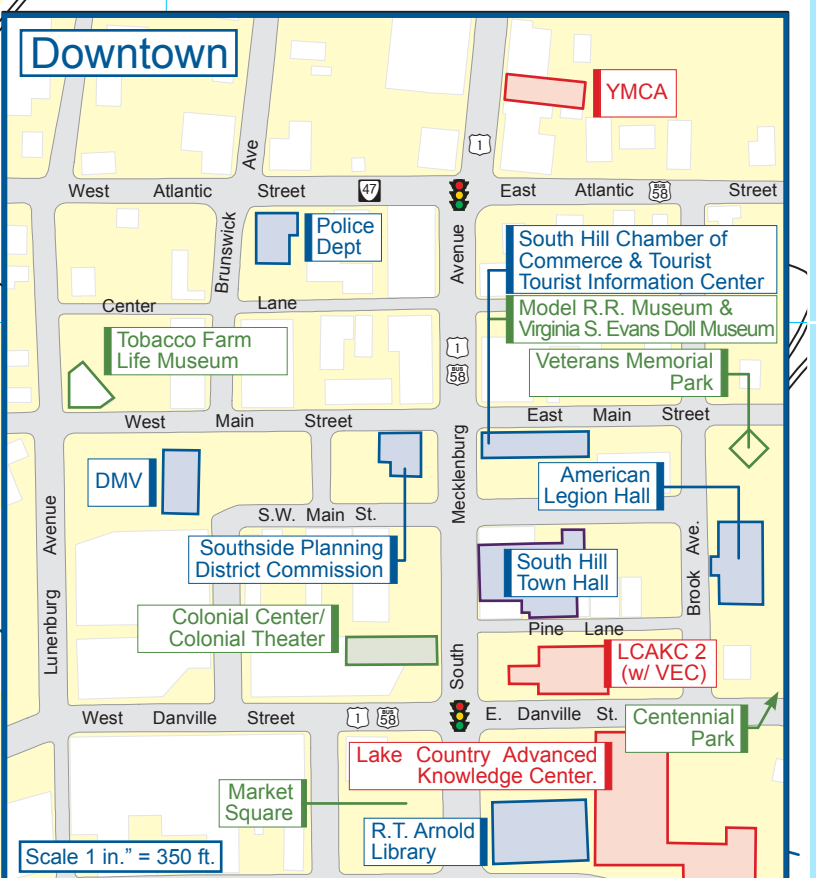 Downtown
YMCA
Ave
1
West Atlantic Street
47
East Atlantic
BUS
58
Street
Brunswick
Police
Dept
Avenue
South Hill Chamber of
Commerce & Tourist
Tourist Information Center
Center Lane
Model R.R. Museum &
Virginia S. Evans Doll Museum
Tobacco Farm
Life Museum
1
BUS
58
Veterans Memorial
Park
West Main Street
East Main Street
Mecklenburg
DMV
American
Legion Hall
Lunenburg Avenue
S.W. Main St.
Southside Planning
District Commission
South Hill
Town Hall
Brook Ave.
Colonial Center/
Colonial Theater
Pine Lane
South
LCAKC 2
(w/ VEC)
West Danville Street
1
BUS
58
E. Danville St.
Centennial
Park
Lake Country Advanced
Knowledge Center.
Market
Square
R.T. Arnold
Library
Scale 1 in.” = 350 ft.